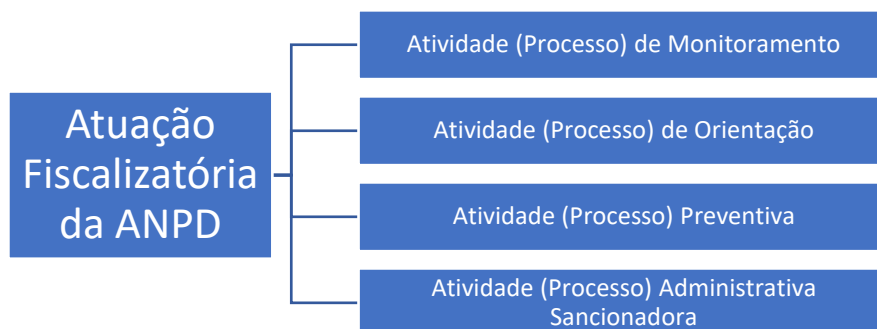 Atuação
Fiscalizatória
da ANPD
Atividade (Processo) de Monitoramento
Atividade (Processo) de Orientação
Atividade (Processo) Preventiva
Atividade (Processo) Administrativa
Sancionadora